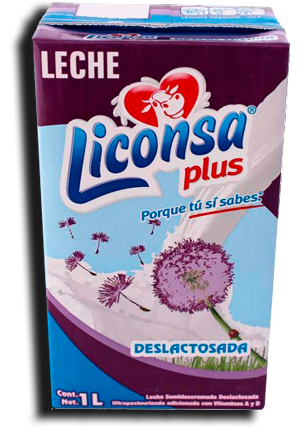 LECHE
Liconsa®
plus
Porque tú sí sabes.
DESLACTOSADA
Cont.
Net. 1 L
Leche Semidescremada Deslactosada
Ultrapasteurizada adicionada con Vitaminas A y D